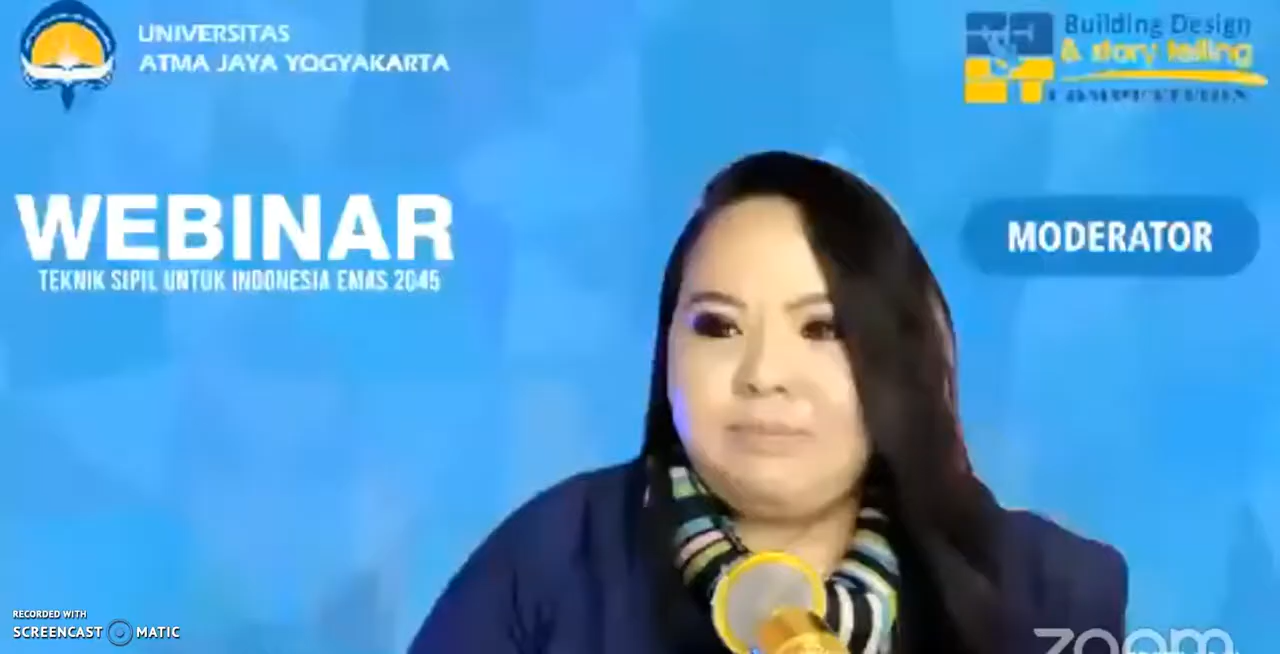 UNIVERSITAS
ATMA JAYA YOGYAKARTA
Building Design
& story telling
WEBINAR
TEKNIK SIPIL UNTUK INDONESIA EMAS 2045
MODERATOR
RECORDED WITH
SCREENCAST MATIC
zoom